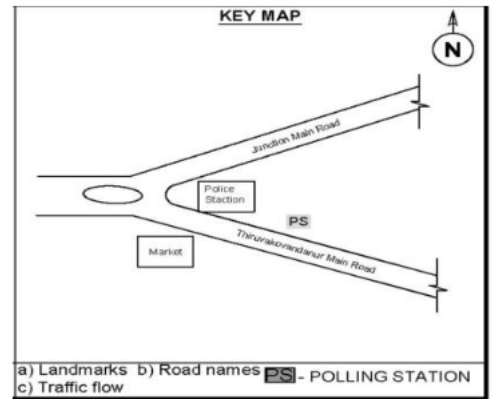 KEY MAP
N
Junction Main Road
Police
Staction
PS
Thiruvakovandanur Main Road
Market
a) Landmarks b) Road names PS - POLLING STATION
c) Traffic flow